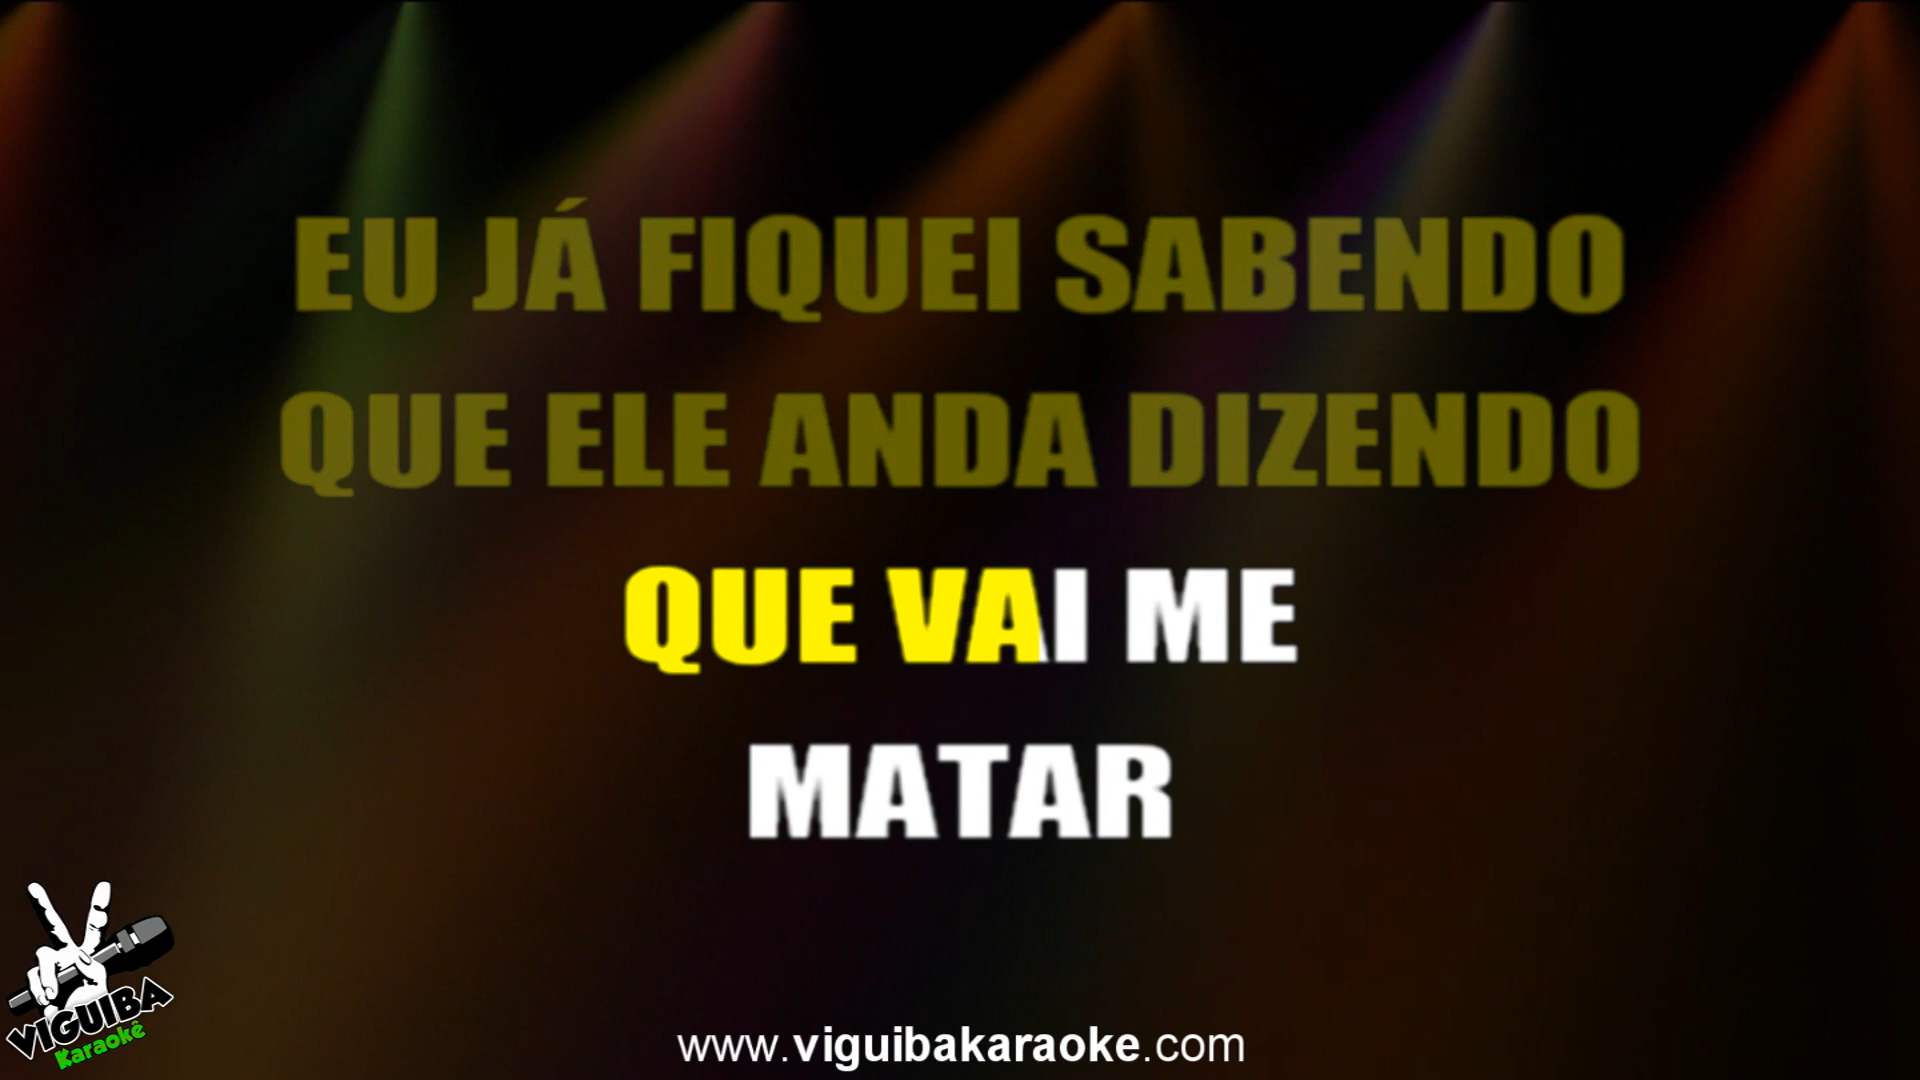 EU JÁ FIQUEI SABENDO
QUE ELE ANDA DIZENDO
QUE VAI ME
MATAR
VIGUIBA
Karaokê
www.viguibakaraoke.com